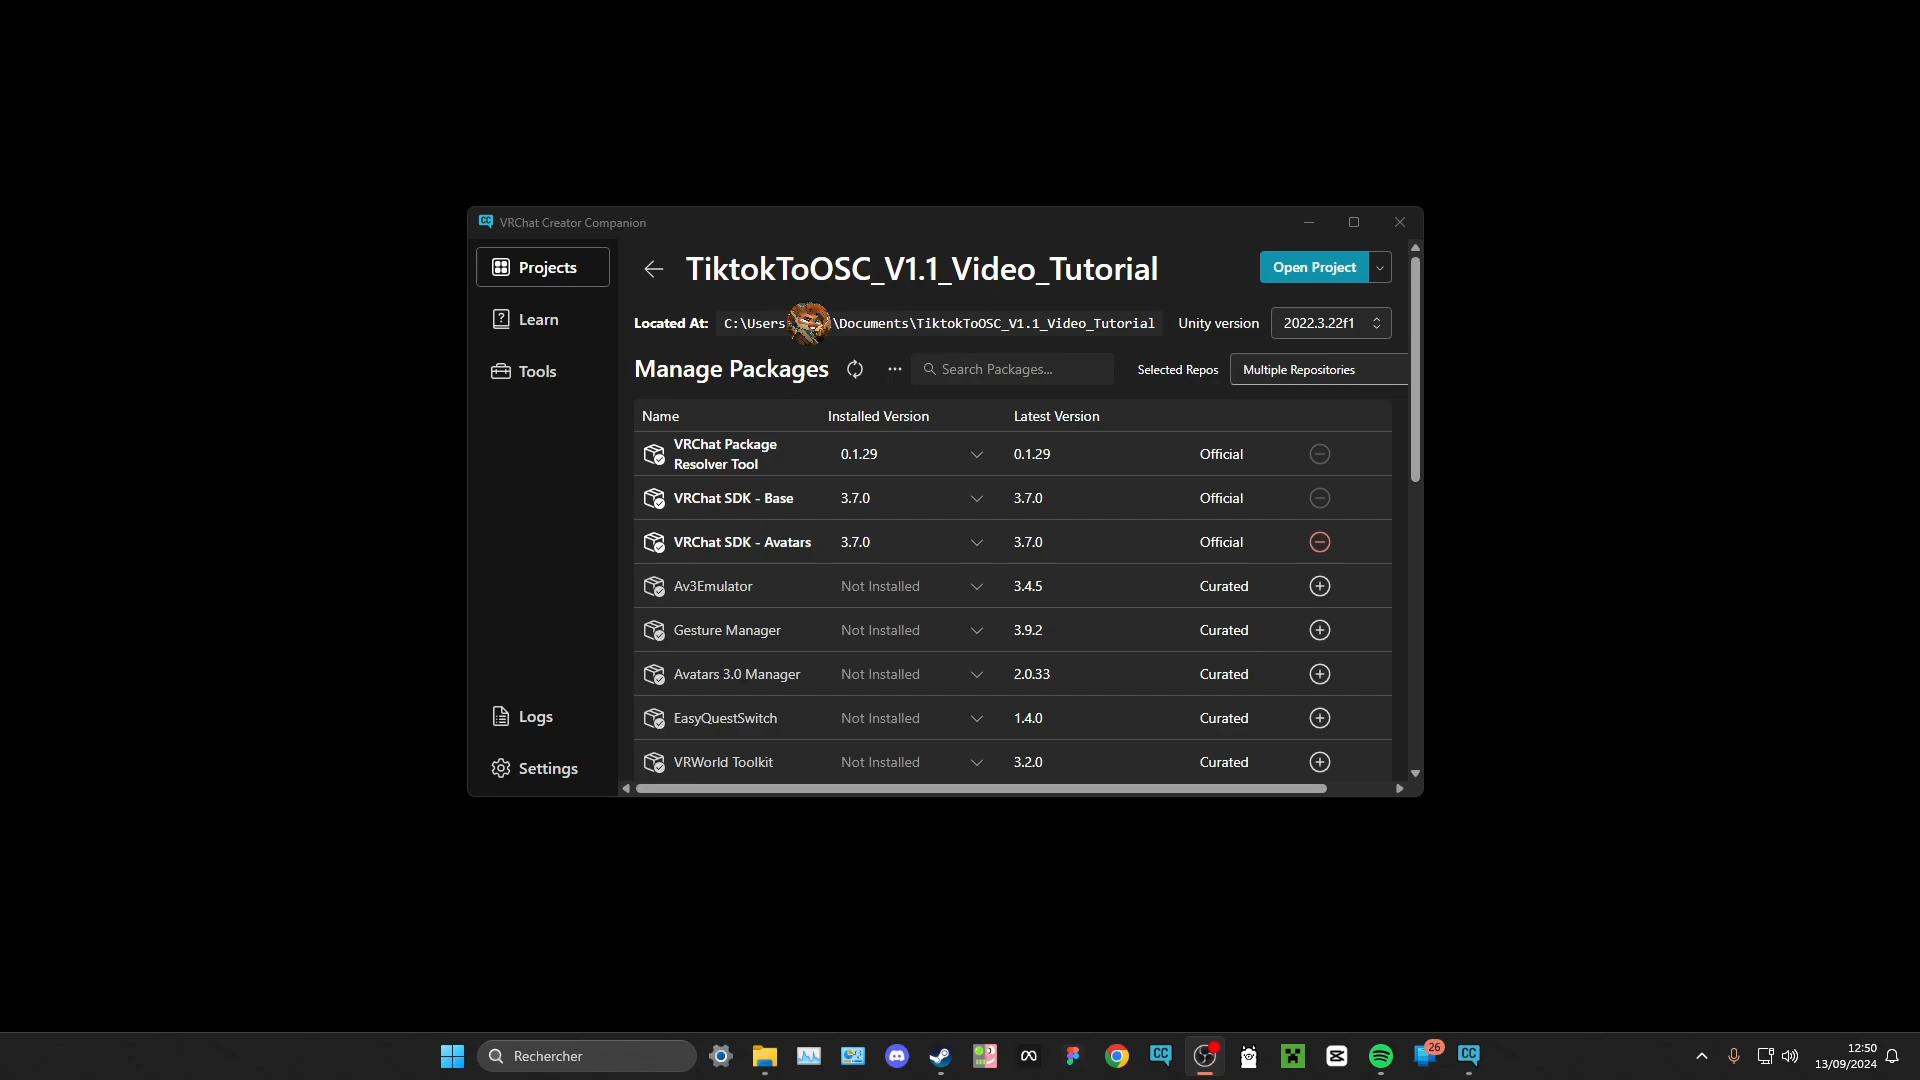 VRChat Creator Companion
Projects
Learn
Tools
Logs
Settings
TiktokToOSC_V1.1_Video_Tutorial
Open Project
Located At: C:\Users \Documents\TiktokToOSC_V1.1_Video_Tutorial Unity version 2022.3.22f1
Manage Packages Search Packages... Selected Repos Multiple Repositories
Name Installed Version Latest Version
VRChat Package
Resolver Tool 0.1.29 0.1.29 Official
VRChat SDK - Base 3.7.0 3.7.0 Official
VRChat SDK - Avatars 3.7.0 3.7.0 Official
Av3Emulator Not Installed 3.4.5 Curated
Gesture Manager Not Installed 3.9.2 Curated
Avatars 3.0 Manager Not Installed 2.0.33 Curated
EasyQuestSwitch Not Installed 1.4.0 Curated
VRWorld Toolkit Not Installed 3.2.0 Curated
Rechercher
CC
26
CC
12:50
13/09/2024